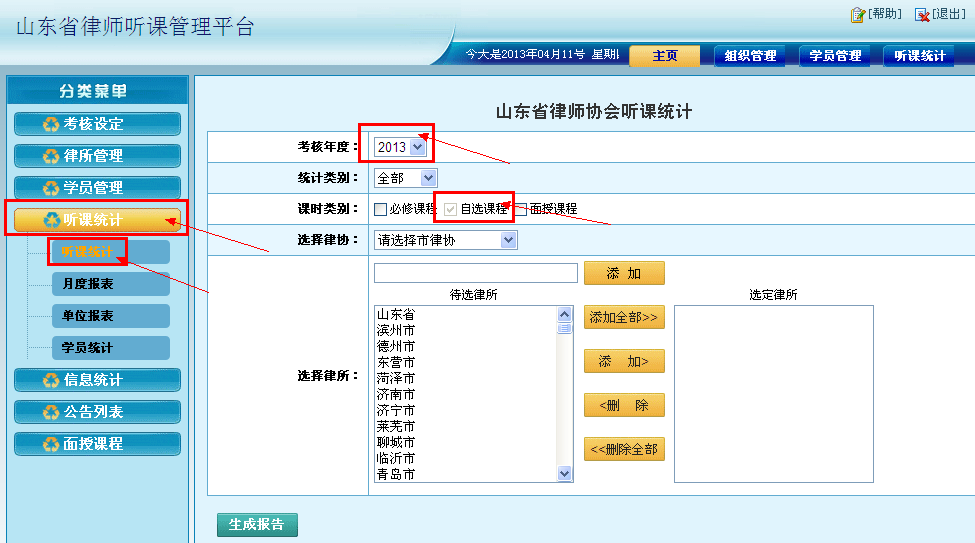 山东省律师听课管理平台
[帮助] [退出]
今天是2013年04月11号 星期
主页 组织管理 学员管理 听课统计
分类菜单
考核设定
律所管理
学员管理
听课统计
听课统计
月度报表
单位报表
学员统计
信息统计
公告列表
面授课程
山东省律师协会听课统计
考核年度： 2013
统计类别： 全部
课时类别： 必修课程 自选课程 面授课程
选择律协： 请选择市律协
添 加
待选律所 选定律所
选择律所：
山东省
滨州市
德州市
东营市
菏泽市
济南市
济宁市
莱芜市
聊城市
临沂市
青岛市
添加全部>>
添 加>
<删 除
<<删除全部
生成报告